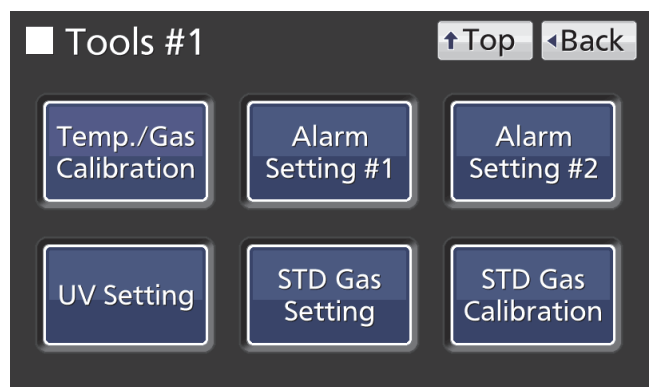 Tools #1
Top
Back
Temp./Gas
Calibration
Alarm
Setting #1
Alarm
Setting #2
UV Setting
STD Gas
Setting
STD Gas
Calibration